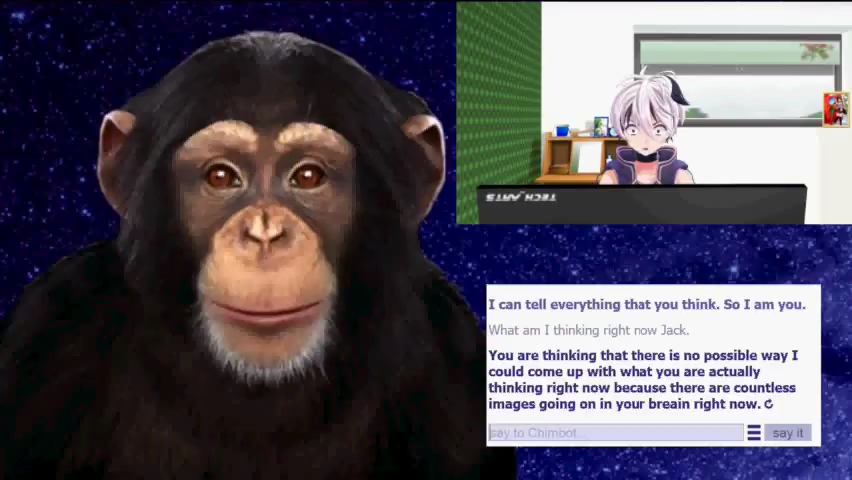 TECH_ARTS
I can tell everything that you think. So I am you.
What am I thinking right now Jack.
You are thinking that there is no possible way I
could come up with what you are actually
thinking right now because there are countless
images going on in your breain right now.
say to Chimbot...
say it